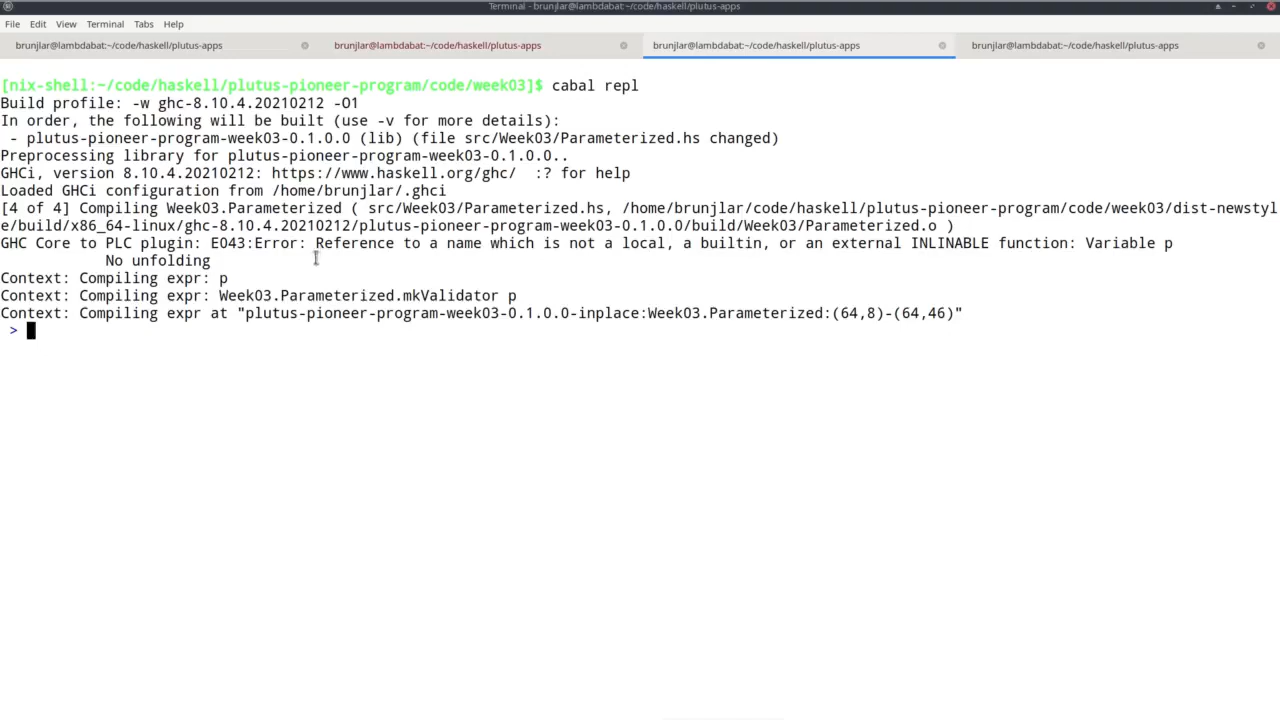 Terminal - brunjlar@lambdabat:~/code/haskell/plutus-apps
File Edit View Terminal Tabs Help
brunjlar@lambdabat:~/code/haskell/plutus-apps brunjlar@lambdabat:~/code/haskell/plutus-apps brunjlar@lambdabat:~/code/haskell/plutus-apps brunjlar@lambdabat:~/code/haskell/plutus-apps
[nix-shell:~/code/haskell/plutus-pioneer-program/code/week03]$ cabal repl
Build profile: -w ghc-8.10.4.20210212 -O1
In order, the following will be built (use -v for more details):
 - plutus-pioneer-program-week03-0.1.0.0 (lib) (file src/Week03/Parameterized.hs changed)
Preprocessing library for plutus-pioneer-program-week03-0.1.0.0..
GHCi, version 8.10.4.20210212: https://www.haskell.org/ghc/  :? for help
Loaded GHCi configuration from /home/brunjlar/.ghci
[4 of 4] Compiling Week03.Parameterized ( src/Week03/Parameterized.hs, /home/brunjlar/code/haskell/plutus-pioneer-program/code/week03/dist-newstyl
e/build/x86_64-linux/ghc-8.10.4.20210212/plutus-pioneer-program-week03-0.1.0.0/build/Week03/Parameterized.o )
GHC Core to PLC plugin: E043:Error: Reference to a name which is not a local, a builtin, or an external INLINABLE function: Variable p
            No unfolding
Context: Compiling expr: p
Context: Compiling expr: Week03.Parameterized.mkValidator p
Context: Compiling expr at "plutus-pioneer-program-week03-0.1.0.0-inplace:Week03.Parameterized:(64,8)-(64,46)"
 >